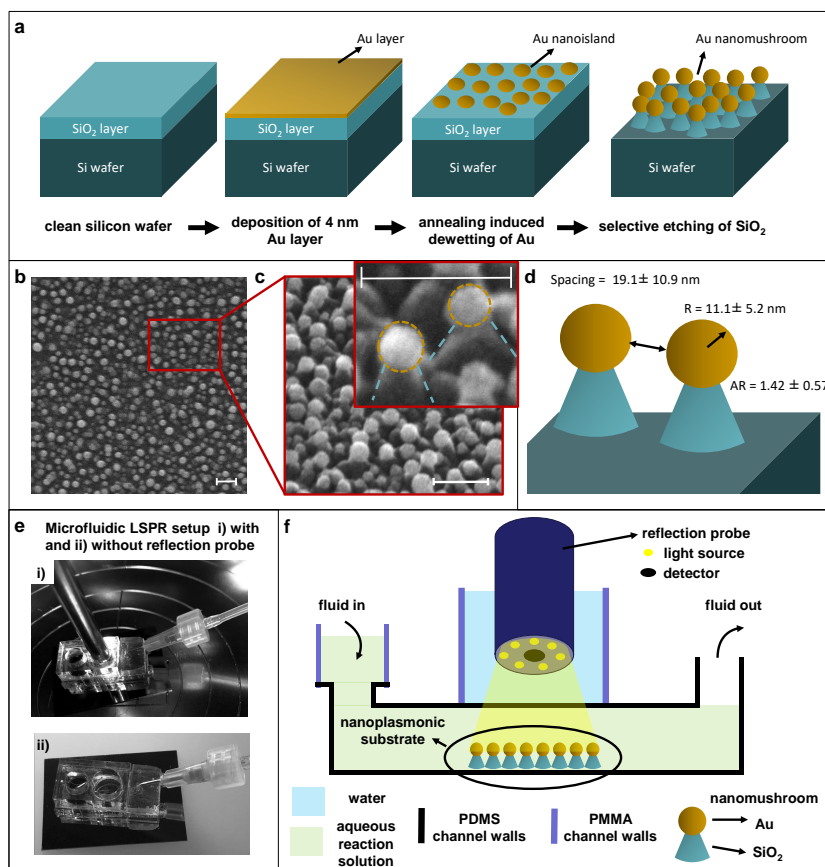 a
Au layer
Au nanoisland
Au nanomushroom
SiO₂ layer
SiO₂ layer
SiO₂ layer
Si wafer
Si wafer
Si wafer
Si wafer
clean silicon wafer
deposition of 4 nm
Au layer
annealing induced
dewetting of Au
selective etching of SiO₂
b
c
d
Spacing = 19.1± 10.9 nm
R = 11.1± 5.2 nm
AR = 1.42 ± 0.57
e
Microfluidic LSPR setup i) with
and ii) without reflection probe
i)
ii)
f
reflection probe
light source
detector
fluid in
fluid out
nanoplasmonic
substrate
water
aqueous
reaction
solution
PDMS
channel walls
PMMA
channel walls
nanomushroom
Au
SiO₂